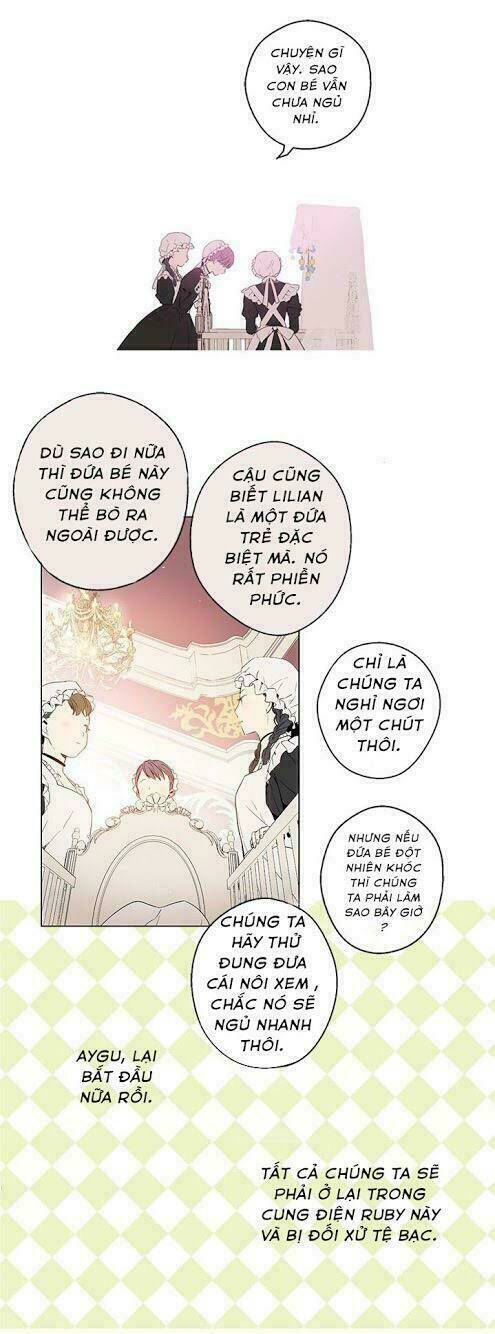 CHUYỆN GÌ
VẬY. SAO
CON BÉ VẪN
CHƯA NGỦ
NHỈ.
DÙ SAO ĐI NỮA
THÌ ĐỨA BÉ NÀY
CŨNG KHÔNG
THỂ BÒ RA
NGOÀI ĐƯỢC.
CẬU CŨNG
BIẾT LILIAN
LÀ MỘT ĐỨA
TRẺ ĐẶC
BIỆT MÀ. NÓ
RẤT PHIỀN
PHỨC.
CHỈ LÀ
CHÚNG TA
NGHỈ NGƠI
MỘT CHÚT
THÔI.
NHƯNG NẾU
ĐỨA BÉ ĐỘT
NHIÊN KHÓC
THÌ CHÚNG
TA PHẢI LÀM
SAO BÂY GIỜ
?
CHÚNG TA
HÃY THỬ
ĐUNG ĐƯA
CÁI NÔI XEM ,
CHẮC NÓ SẼ
NGỦ NHANH
THÔI.
AYGU, LẠI
BẮT ĐẦU
NỮA RỒI.
TẤT CẢ CHÚNG TA SẼ
PHẢI Ở LẠI TRONG
CUNG ĐIỆN RUBY NÀY
VÀ BỊ ĐỐI XỬ TỆ BẠC.